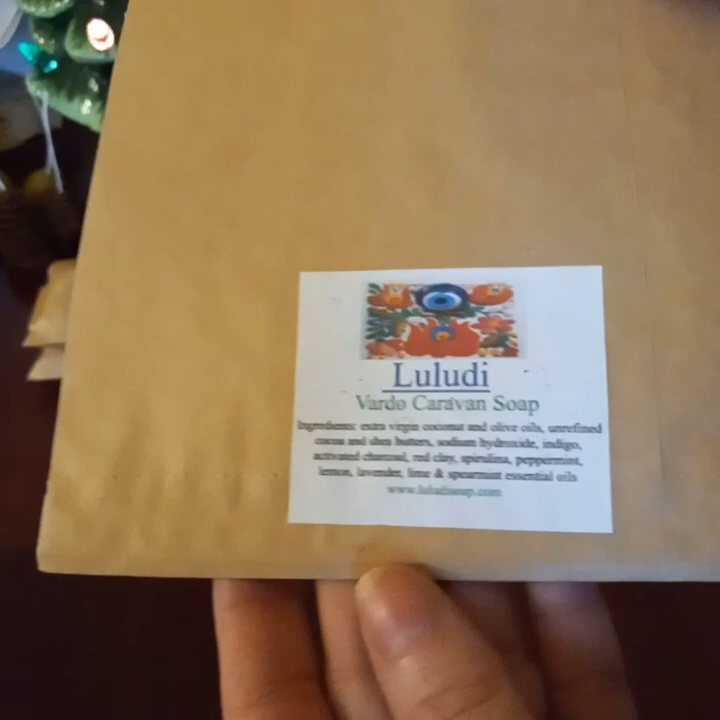 Luludi
Vardo Caravan Soap
Ingredients: extra virgin coconut and olive oils, unrefined
cocoa and shea butters, sodium hydroxide, indigo,
activated charcoal, red clay, spirulina, peppermint,
lemon, lavender, lime & spearmint essential oils
www.luludisoap.com